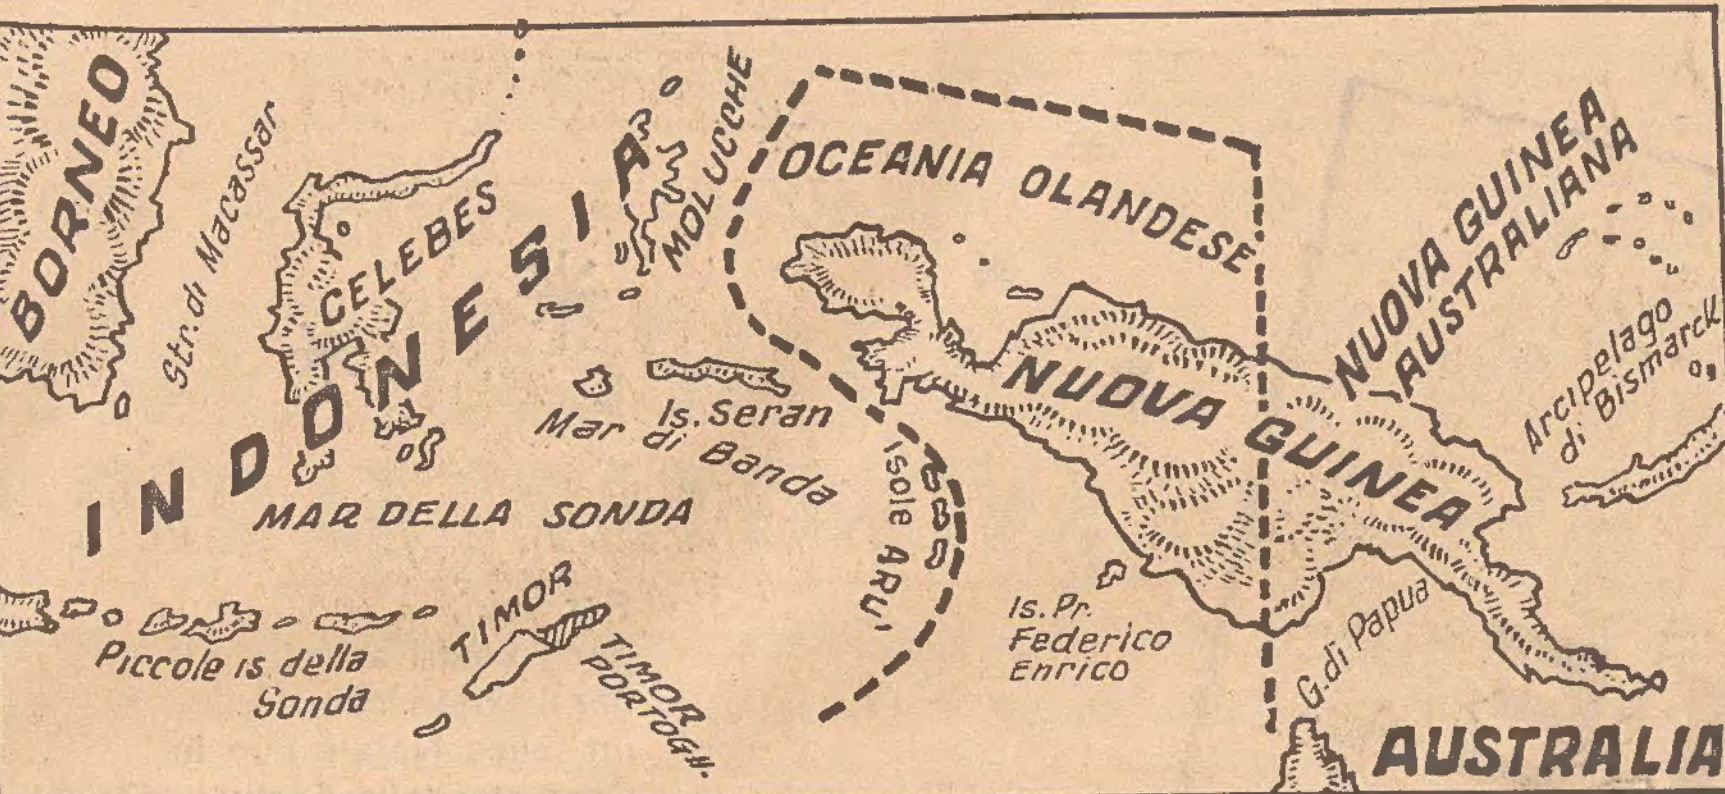 BORNEO
Str. di Macassar
CELEBES
INDONESIA
MOLUCCHE
OCEANIA OLANDESE
NUOVA GUINEA
AUSTRALIANA
Arcipelago
di Bismarck
NUOVA GUINEA
Is. Seran
Mar di Banda
MAR DELLA SONDA
Isole ARU'
Piccole is. della
Sonda
TIMOR
TIMOR
PORTOGH.
Is. Pr.
Federico
Enrico
G. di Papua
AUSTRALIA